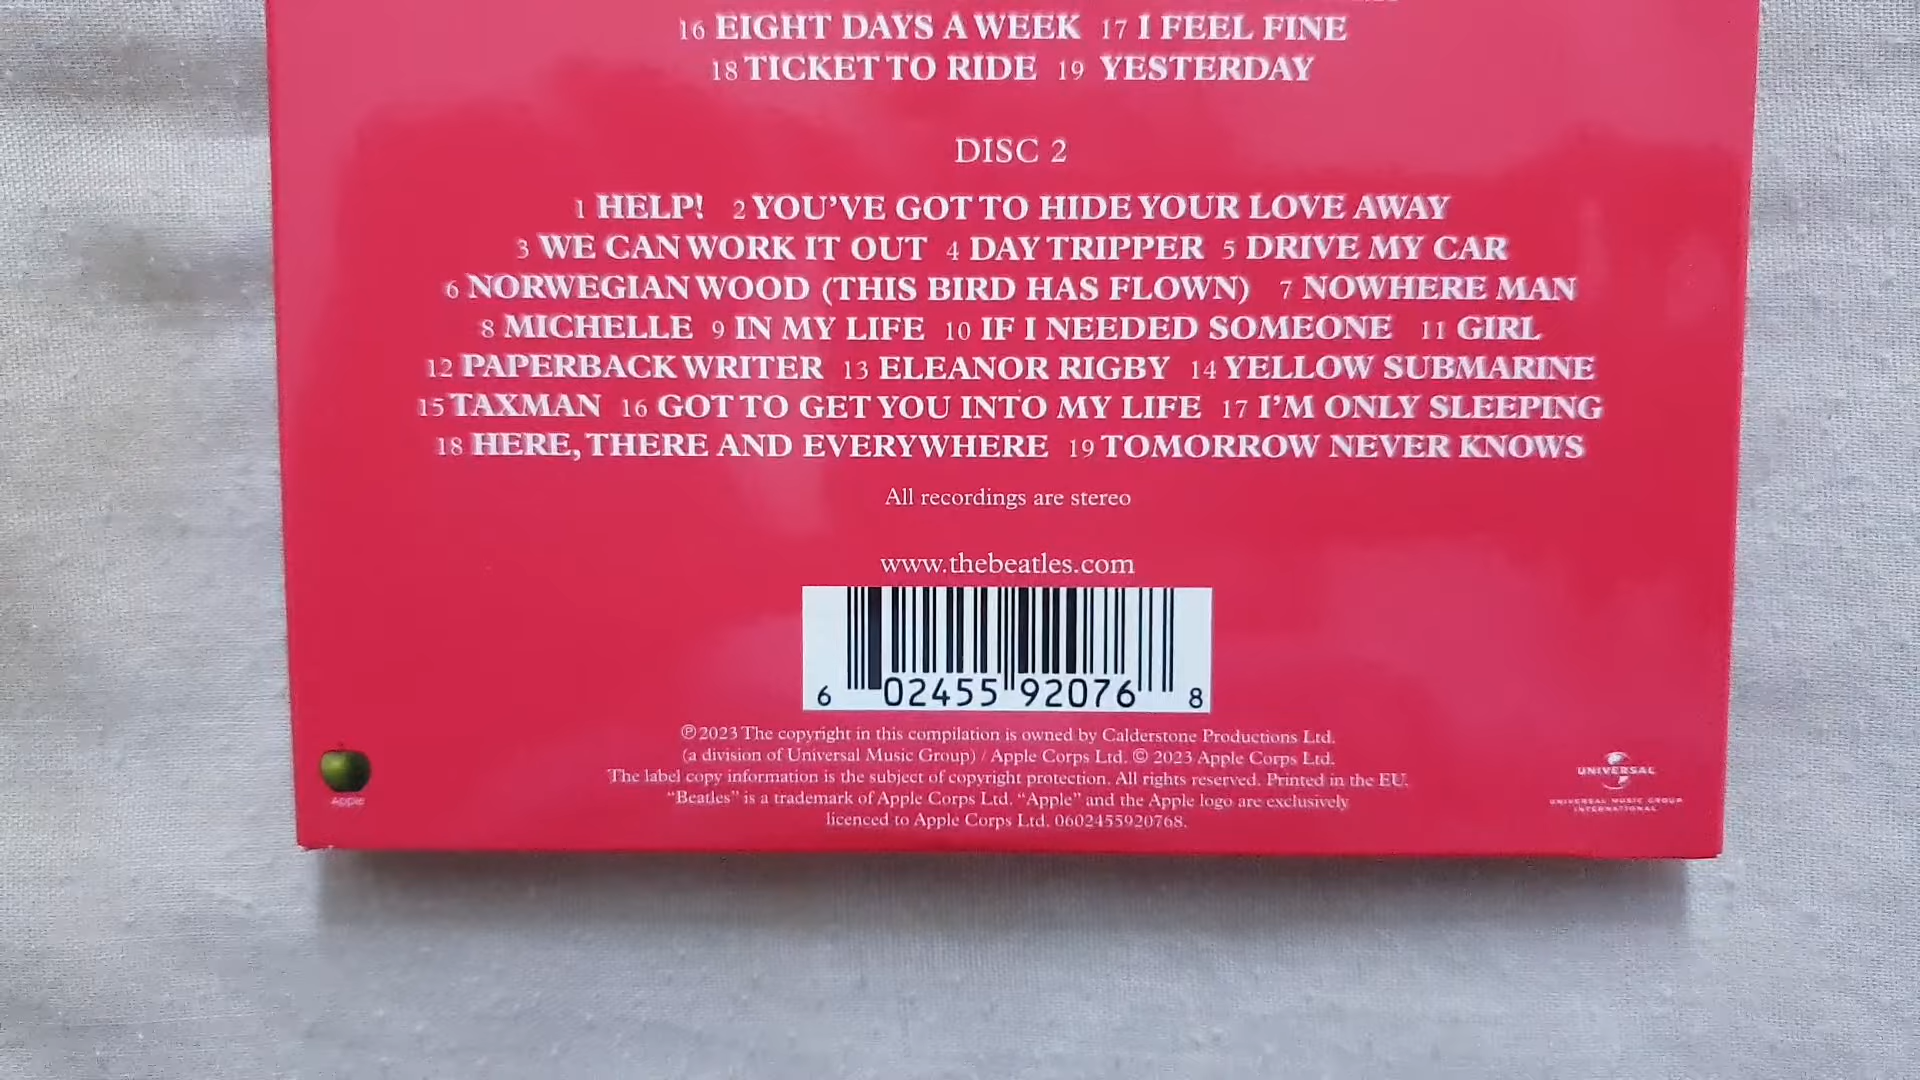 16 EIGHT DAYS A WEEK 17 I FEEL FINE
18 TICKET TO RIDE 19 YESTERDAY
DISC 2
1 HELP! 2 YOU'VE GOT TO HIDE YOUR LOVE AWAY
3 WE CAN WORK IT OUT 4 DAY TRIPPER 5 DRIVE MY CAR
6 NORWEGIAN WOOD (THIS BIRD HAS FLOWN) 7 NOWHERE MAN
8 MICHELLE 9 IN MY LIFE 10 IF I NEEDED SOMEONE 11 GIRL
12 PAPERBACK WRITER 13 ELEANOR RIGBY 14 YELLOW SUBMARINE
15 TAXMAN 16 GOT TO GET YOU INTO MY LIFE 17 I'M ONLY SLEEPING
18 HERE, THERE AND EVERYWHERE 19 TOMORROW NEVER KNOWS
All recordings are stereo
www.thebeatles.com
6 02455 92076 8
℗ 2023 The copyright in this compilation is owned by Calderstone Productions Ltd.
(a division of Universal Music Group) / Apple Corps Ltd. © 2023 Apple Corps Ltd.
The label copy information is the subject of copyright protection. All rights reserved. Printed in the EU.
"Beatles" is a trademark of Apple Corps Ltd. "Apple" and the Apple logo are exclusively
licenced to Apple Corps Ltd. 0602455920768.
Apple
UNIVERSAL
UNIVERSAL MUSIC GROUP
INTERNATIONAL